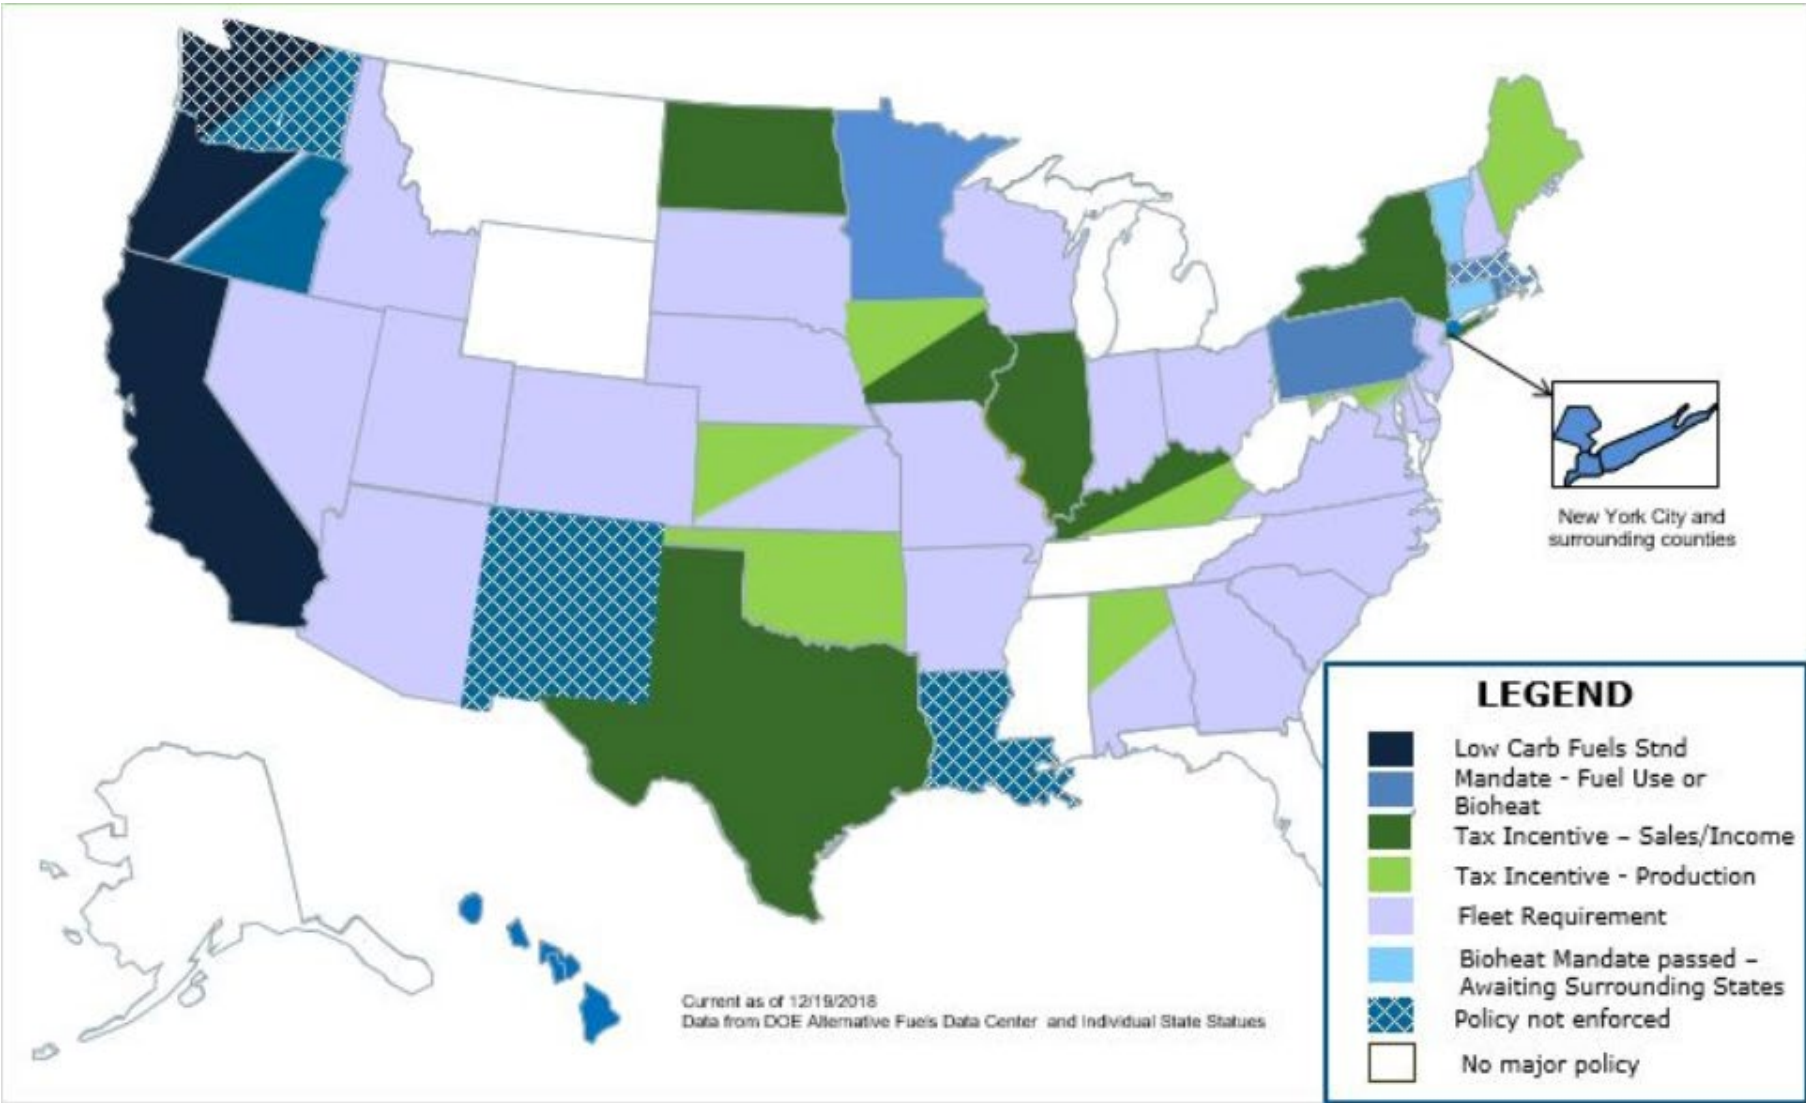 New York City and
surrounding counties
LEGEND
Low Carb Fuels Stnd
Mandate - Fuel Use or
Bioheat
Tax Incentive – Sales/Income
Tax Incentive - Production
Fleet Requirement
Bioheat Mandate passed –
Awaiting Surrounding States
Policy not enforced
No major policy
Current as of 12/19/2018
Data from DOE Alternative Fuels Data Center and Individual State Statues